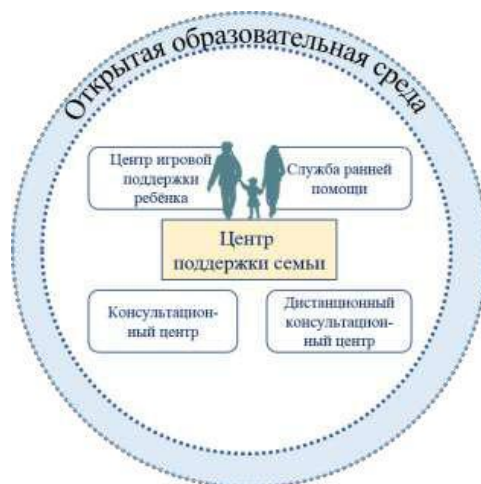 Открытая образовательная среда
Центр игровой
поддержки
ребёнка
Служба ранней
помощи
Центр
поддержки семьи
Консультацион-
ный центр
Дистанционный
консультацион-
ный центр